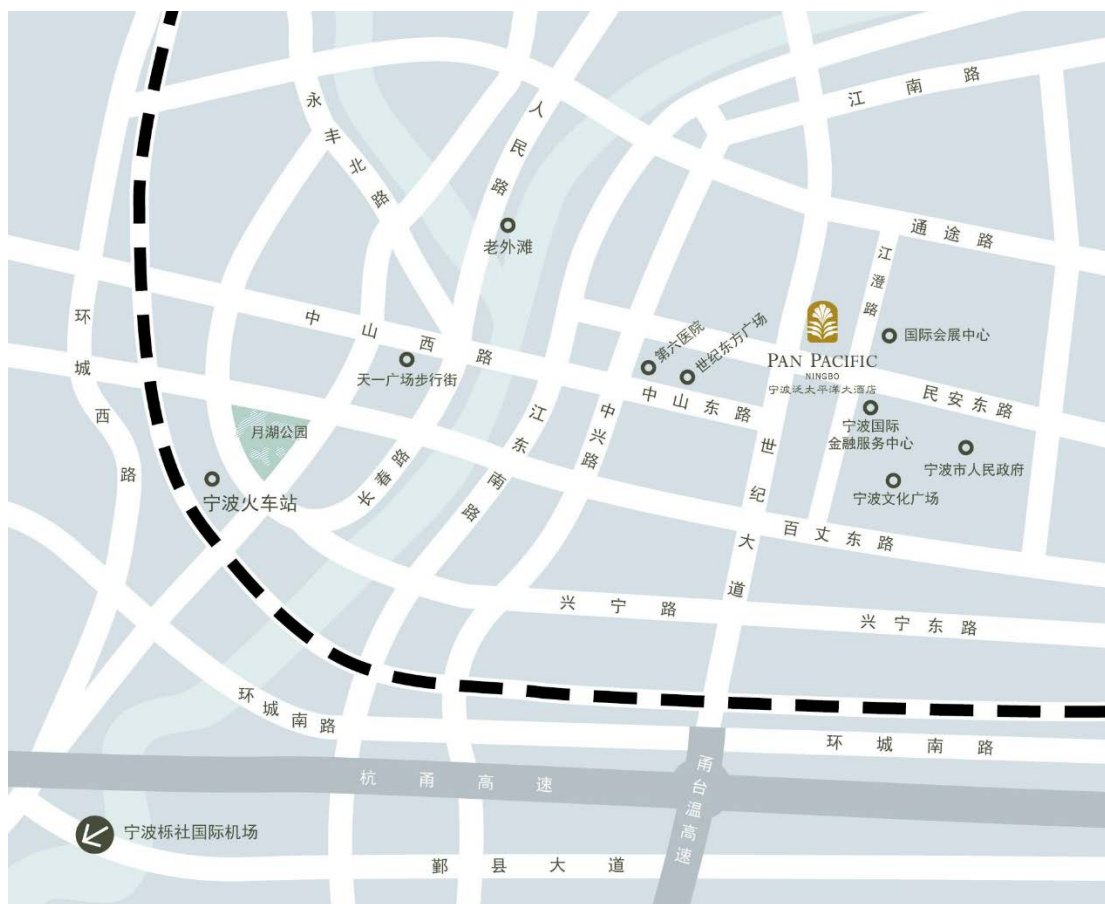 江南路
永丰北路
人民路
通途路
老外滩
江澄路
环城西路
中山西路
第六医院
世纪东方广场
PAN PACIFIC
NINGBO
宁波泛太平洋大酒店
国际会展中心
天一广场步行街
中山东路
民安东路
月湖公园
江东南路
中兴路
宁波国际
金融服务中心
宁波市人民政府
长春路
世纪大道
宁波火车站
宁波文化广场
百丈东路
兴宁路
兴宁东路
环城南路
环城南路
杭甬高速
甬台温高速
宁波栎社国际机场
鄞县大道